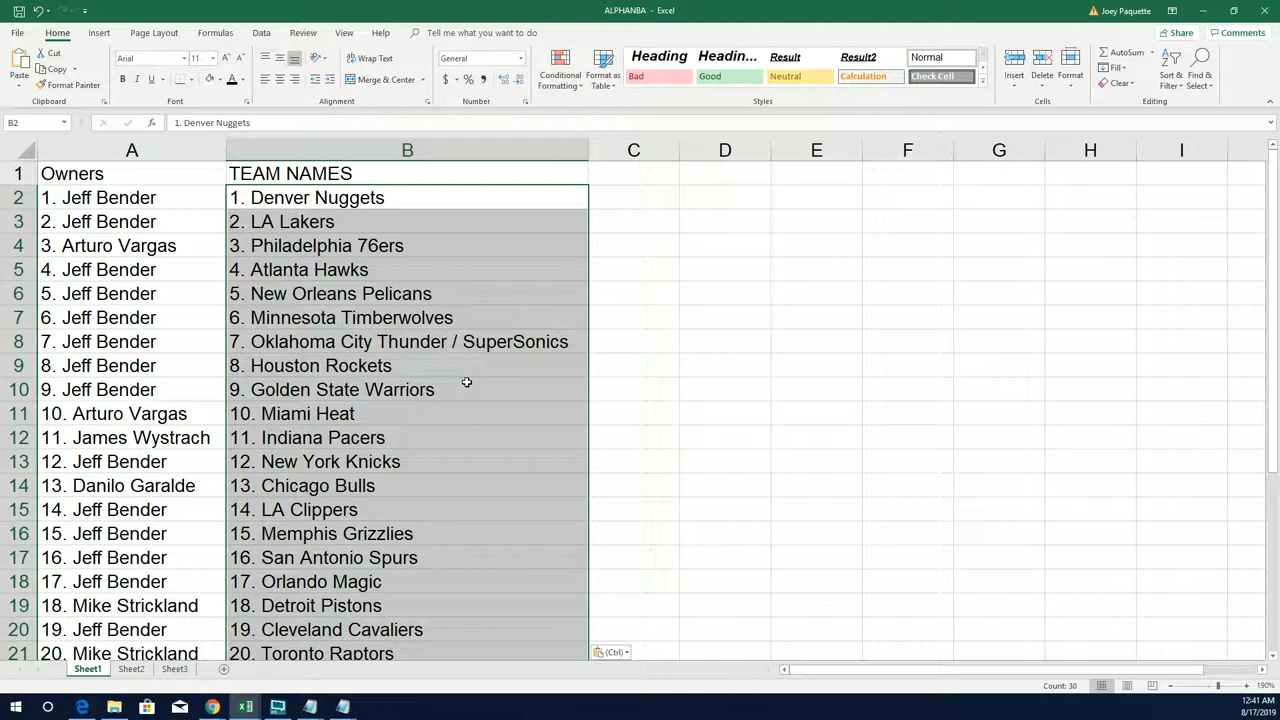 ALPHANBA - Excel
Joey Paquette
File Home Insert Page Layout Formulas Data Review View Help Tell me what you want to do
Share Comments
Paste
Cut
Copy
Format Painter
Clipboard
Arial 11
B I U
Font
Wrap Text
Merge & Center
Alignment
General
$ % ,
Number
Conditional Formatting
Format as Table
Heading Headin... Result Result2 Normal
Bad Good Neutral Calculation Check Cell
Styles
Insert Delete Format
Cells
AutoSum
Fill
Clear
Sort & Filter
Find & Select
Editing
B2 fx 1. Denver Nuggets
A B C D E F G H I
1 Owners TEAM NAMES
2 1. Jeff Bender 1. Denver Nuggets
3 2. Jeff Bender 2. LA Lakers
4 3. Arturo Vargas 3. Philadelphia 76ers
5 4. Jeff Bender 4. Atlanta Hawks
6 5. Jeff Bender 5. New Orleans Pelicans
7 6. Jeff Bender 6. Minnesota Timberwolves
8 7. Jeff Bender 7. Oklahoma City Thunder / SuperSonics
9 8. Jeff Bender 8. Houston Rockets
10 9. Jeff Bender 9. Golden State Warriors
11 10. Arturo Vargas 10. Miami Heat
12 11. James Wystrach 11. Indiana Pacers
13 12. Jeff Bender 12. New York Knicks
14 13. Danilo Garalde 13. Chicago Bulls
15 14. Jeff Bender 14. LA Clippers
16 15. Jeff Bender 15. Memphis Grizzlies
17 16. Jeff Bender 16. San Antonio Spurs
18 17. Jeff Bender 17. Orlando Magic
19 18. Mike Strickland 18. Detroit Pistons
20 19. Jeff Bender 19. Cleveland Cavaliers
21 20. Mike Strickland 20. Toronto Raptors
(Ctrl)
Sheet1 Sheet2 Sheet3
Count: 30
190%
12:41 AM
8/17/2019